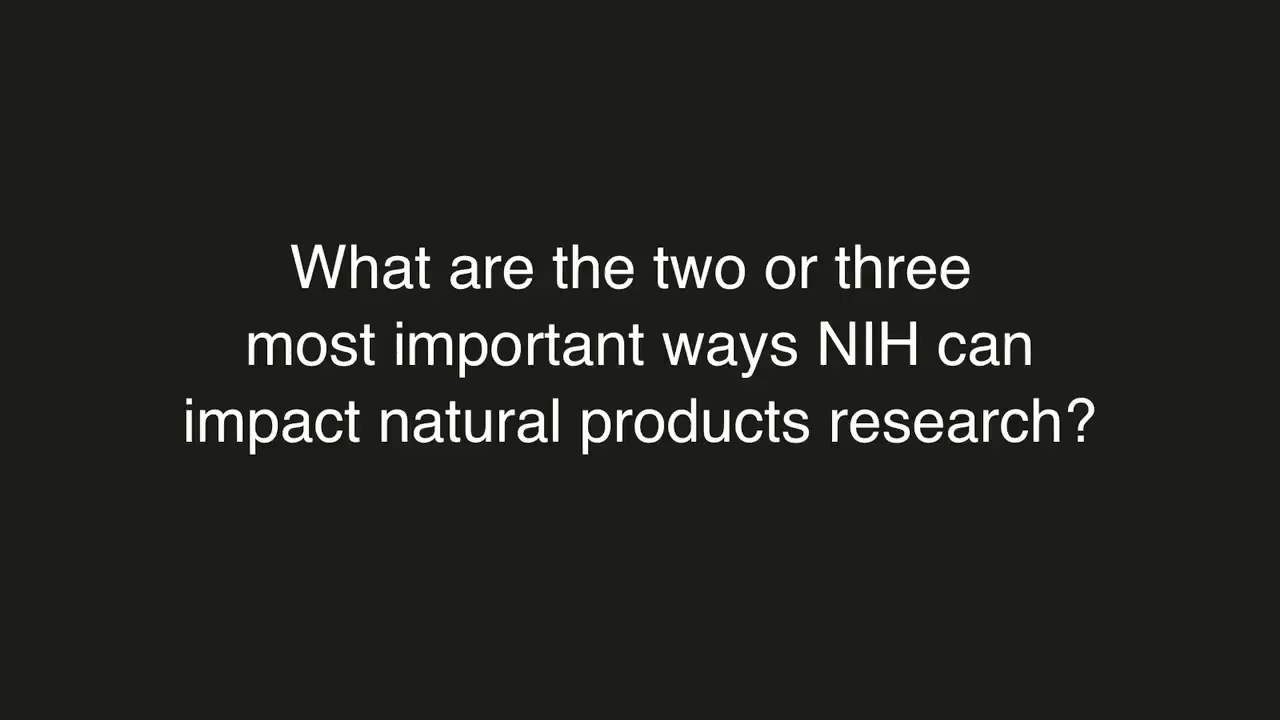 What are the two or three
most important ways NIH can
impact natural products research?